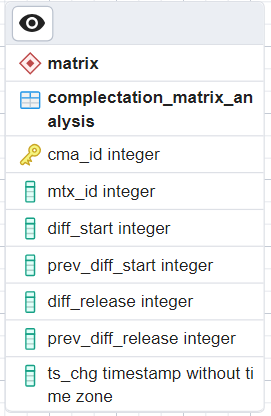 matrix
complectation_matrix_an
alysis
cma_id integer
mtx_id integer
diff_start integer
prev_diff_start integer
diff_release integer
prev_diff_release integer
ts_chg timestamp without ti
me zone